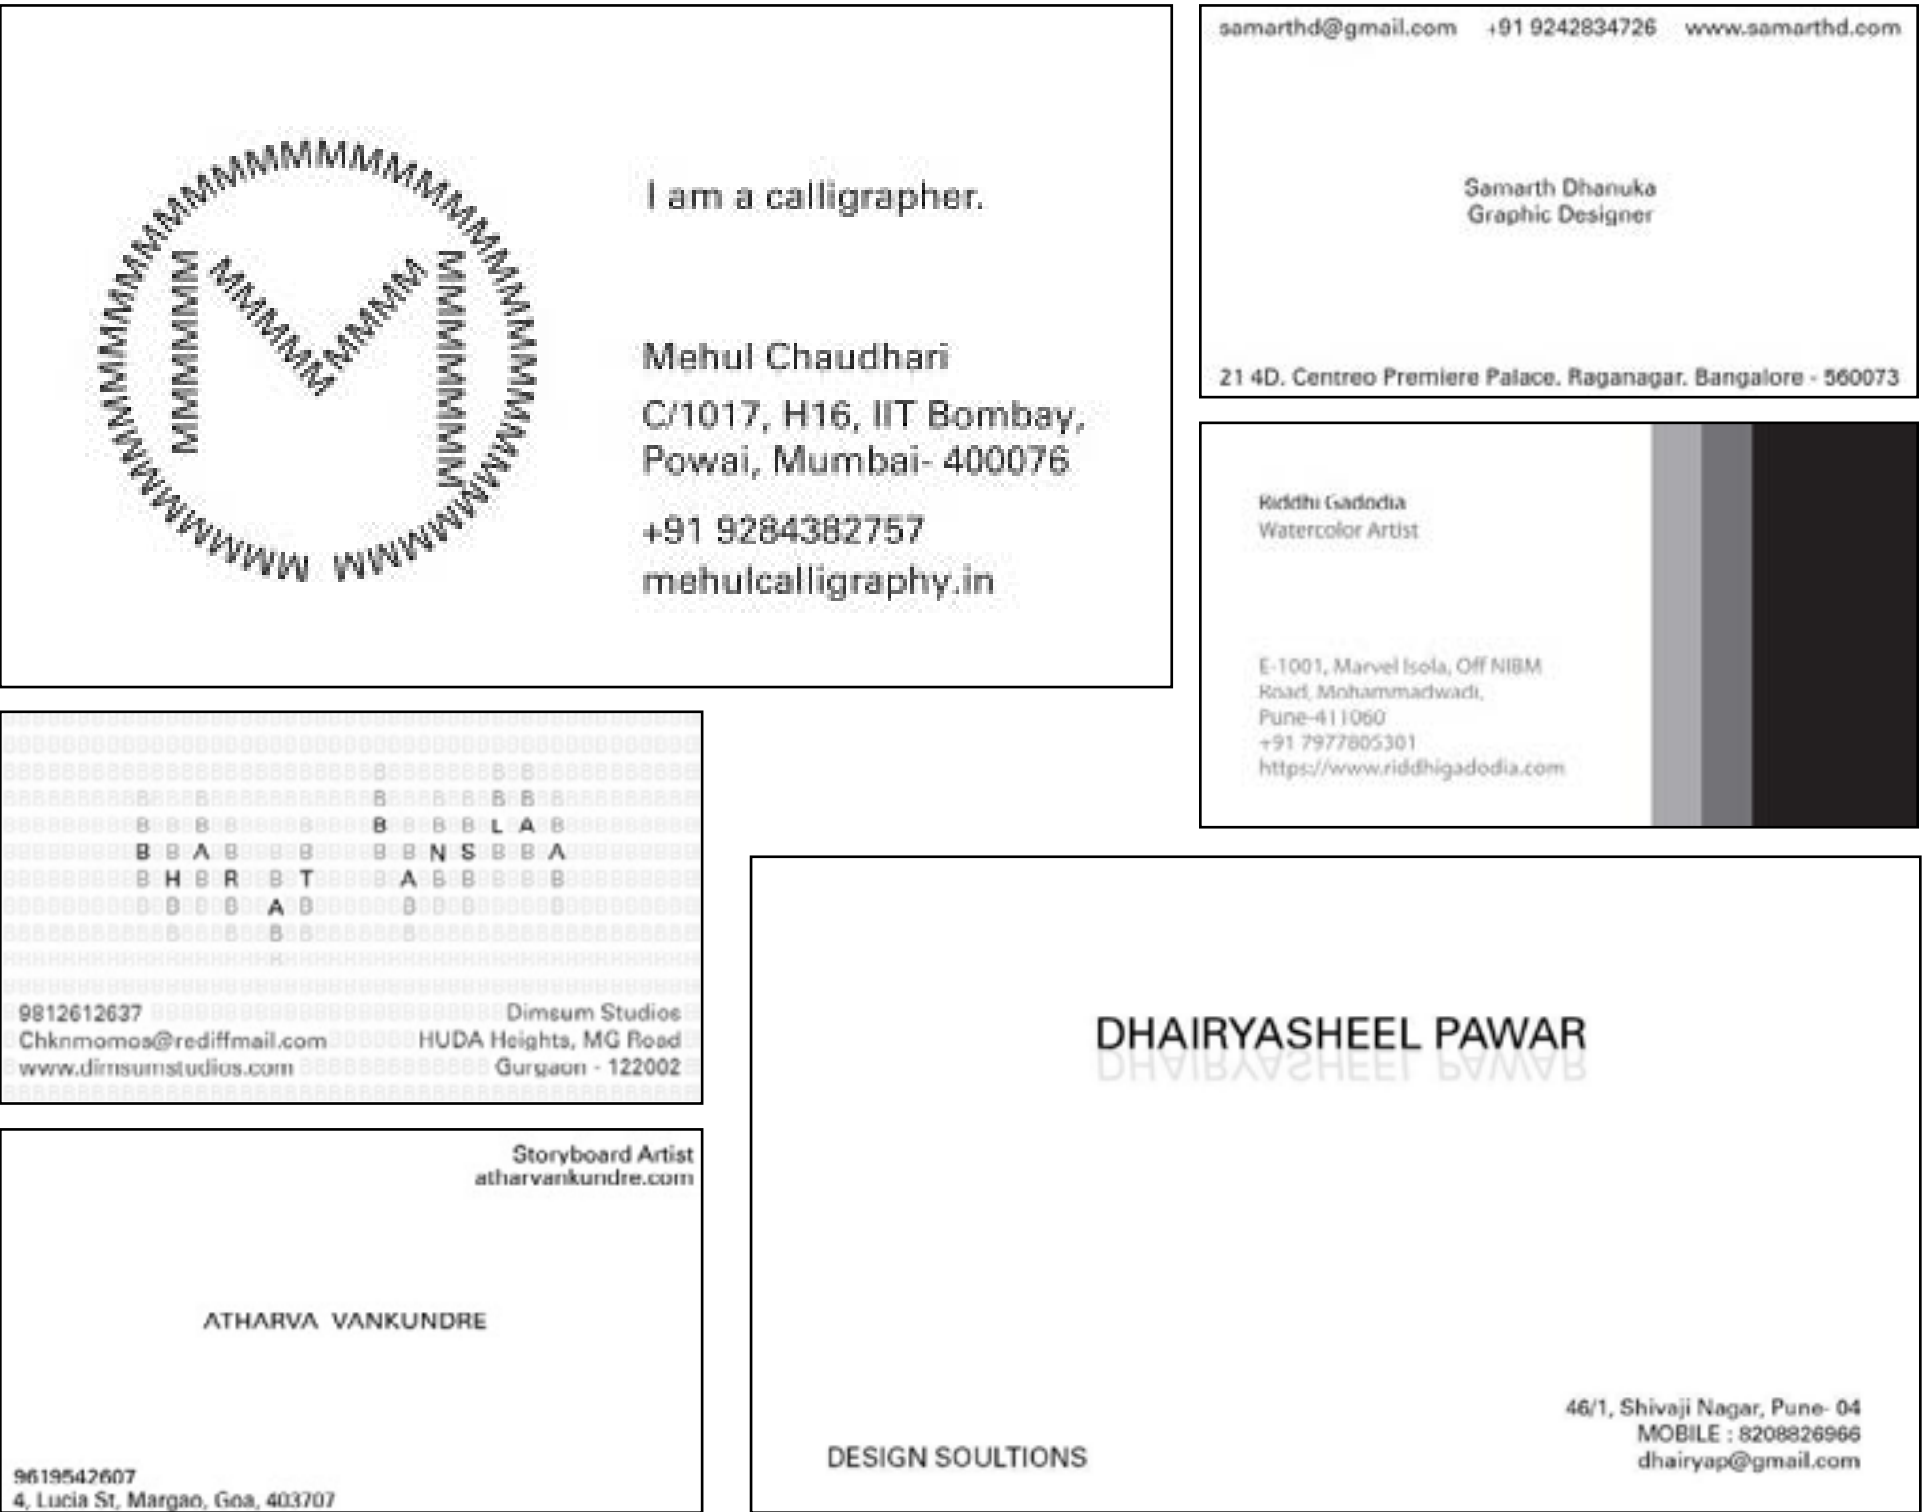 I am a calligrapher.
Mehul Chaudhari
C/1017, H16, IIT Bombay,
Powai, Mumbai- 400076
+91 9284382757
mehulcalligraphy.in
samarthd@gmail.com +91 9242834726 www.samarthd.com
Samarth Dhanuka
Graphic Designer
21 4D. Centreo Premiere Palace. Raganagar. Bangalore - 560073
Riddhi Gadodia
Watercolor Artist
E-1001, Marvel Isola, Off NIBM
Road, Mohammadwadi,
Pune-411060
+91 7977805301
https://www.riddhigadodia.com
BHARAT BANSLA
9812612637
Chknmomos@rediffmail.com
www.dimsumstudios.com
Dimsum Studios
HUDA Heights, MG Road
Gurgaon - 122002
Storyboard Artist
atharvankundre.com
ATHARVA VANKUNDRE
9619542607
4, Lucia St, Margao, Goa, 403707
DHAIRYASHEEL PAWAR
DESIGN SOULTIONS
46/1, Shivaji Nagar, Pune- 04
MOBILE : 8208826966
dhairyap@gmail.com